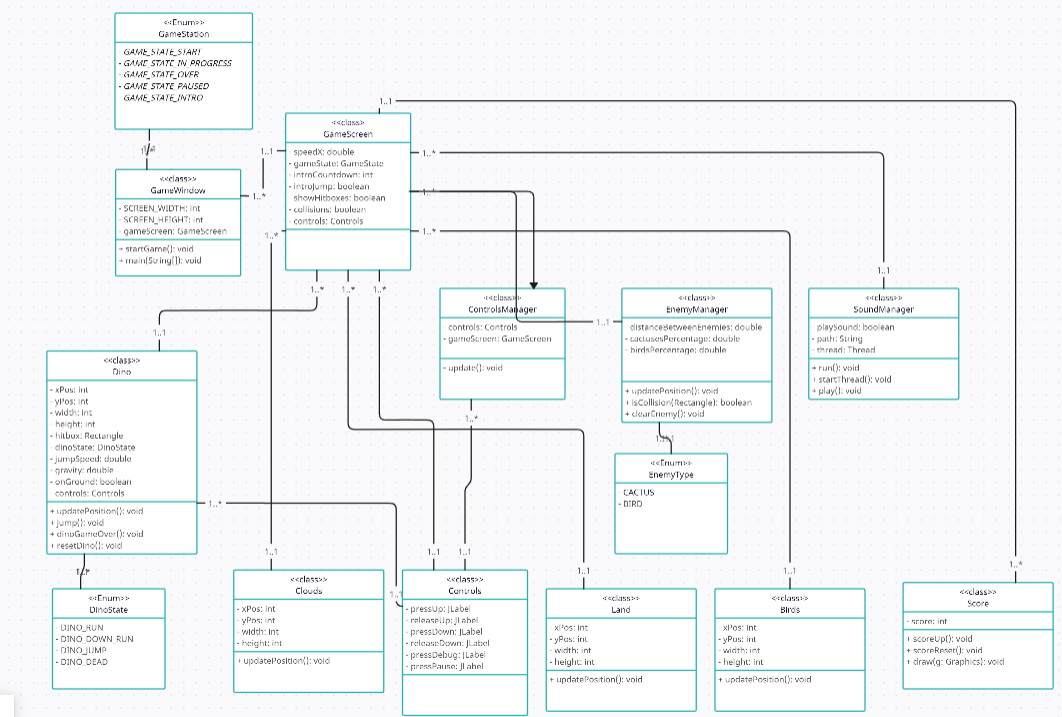 <<Enum>>
GameStation
- GAME_STATE_START
- GAME_STATE_IN_PROGRESS
- GAME_STATE_OVER
- GAME_STATE_PAUSED
GAME_STATE_INTRO
1..1
1..*
<<class>
GameWindow
- SCREEN_WIDTH: int
- SCREEN_HEIGHT: int
- gameScreen: GameScreen
+ startGame(): void
+ main(String[]): void
1..1
1..*
<<class>
GameScreen
speedX: double
- gameState: GameState
- introCountdown: int
- introJump: boolean
showHitboxes: boolean
- collisions: boolean
- controls: Controls
1..*
1..*
1..*
1..*
1..*
1..*
1..*
<<class>
ControlsManager
controls: Controls
- gameScreen: GameScreen
- update(): void
1..*
1..1
<<class>
EnemyManager
distanceBetweenEnemies: double
- cactusesPercentage: double
- birdsPercentage: double
+ updatePosition(): void
+ isCollision(Rectangle): boolean
+ clearEnemy(): void
<<Enum>>
EnemyType
CACTUS
- BIRD
1..1
<<class>
SoundManager
playSound: boolean
- path: String
- thread: Thread
+ run(): void
+ startThread(): void
+ play(): void
1..1
<<class>
Dino
- xPos: int
- yPos: int
- width: int
- height: int
- hitbox: Rectangle
dinoState: DinoState
- jumpSpeed: double
- gravity: double
- onGround: boolean
controls: Controls
+ updatePosition(): void
+ jump(): void
+ dinoGameOver(): void
+ resetDino(): void
1..*
<<Enum>>
DinoState
DINO_RUN
- DINO_DOWN_RUN
- DINO_JUMP
- DINO_DEAD
1..1
<<class>
Clouds
- xPos: int
- yPos: int
- width: int
- height: int
+ updatePosition(): void
1..1
1..1
<<class>
Controls
- pressUp: JLabel
- releaseUp: JLabel
- pressDown: JLabel
- releaseDown: JLabel
- pressDebug: JLabel
- pressPause: JLabel
1..1
<<class>
Land
xPos: int
- yPos: int
- width: int
- height: int
+ updatePosition(): void
1..1
<<class>
Birds
- xPos: int
- yPos: int
- width: int
- height: int
+ updatePosition(): void
1..*
<<class>
Score
- score: int
+ scoreUp(): void
+ scoreReset(): void
+ draw(g: Graphics): void